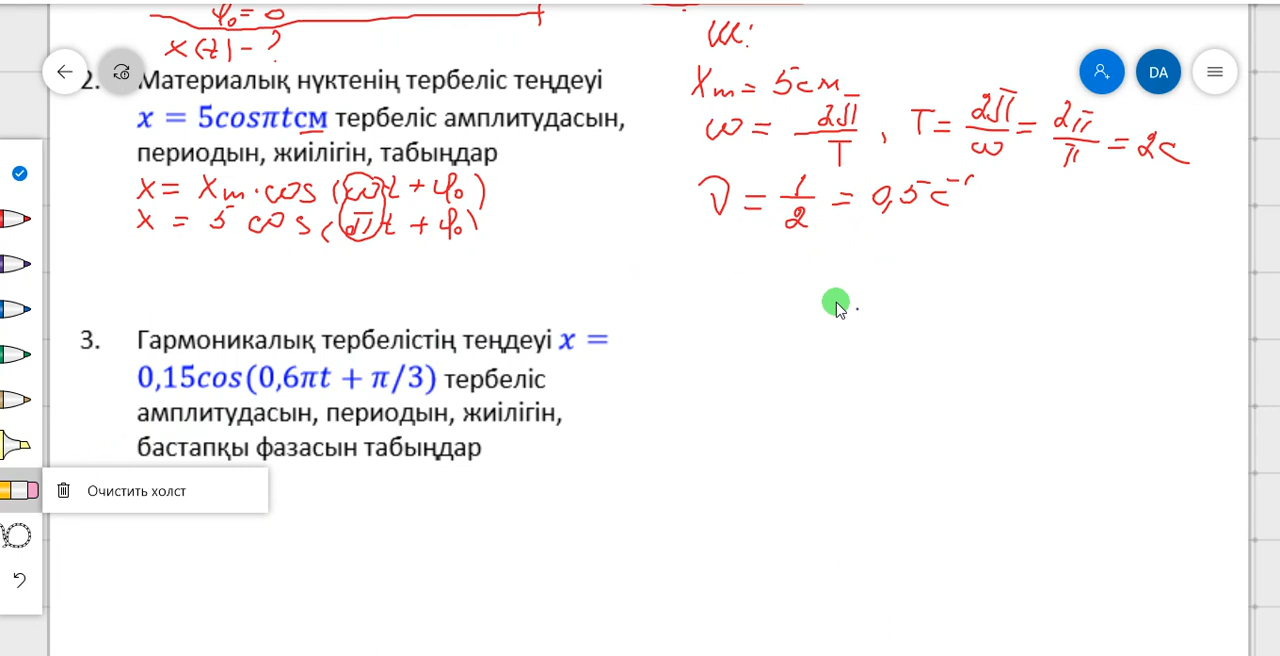 φ₀ = 0
x(t) - ?
Ш:
2. Материалық нүктенің тербеліс теңдеуі
x = 5cosπtсм тербеліс амплитудасын,
периодын, жиілігін, табыңдар
x = xm · cos (ωt + φ₀)
x = 5 cos (πt + φ₀)
xm = 5 см
ω = 2π/T, T = 2π/ω = 2π/π = 2с
ν = 1/2 = 0,5 с⁻¹
DA
3. Гармоникалық тербелістің теңдеуі x =
0,15cos(0,6πt + π/3) тербеліс
амплитудасын, периодын, жиілігін,
бастапқы фазасын табыңдар
Очистить холст